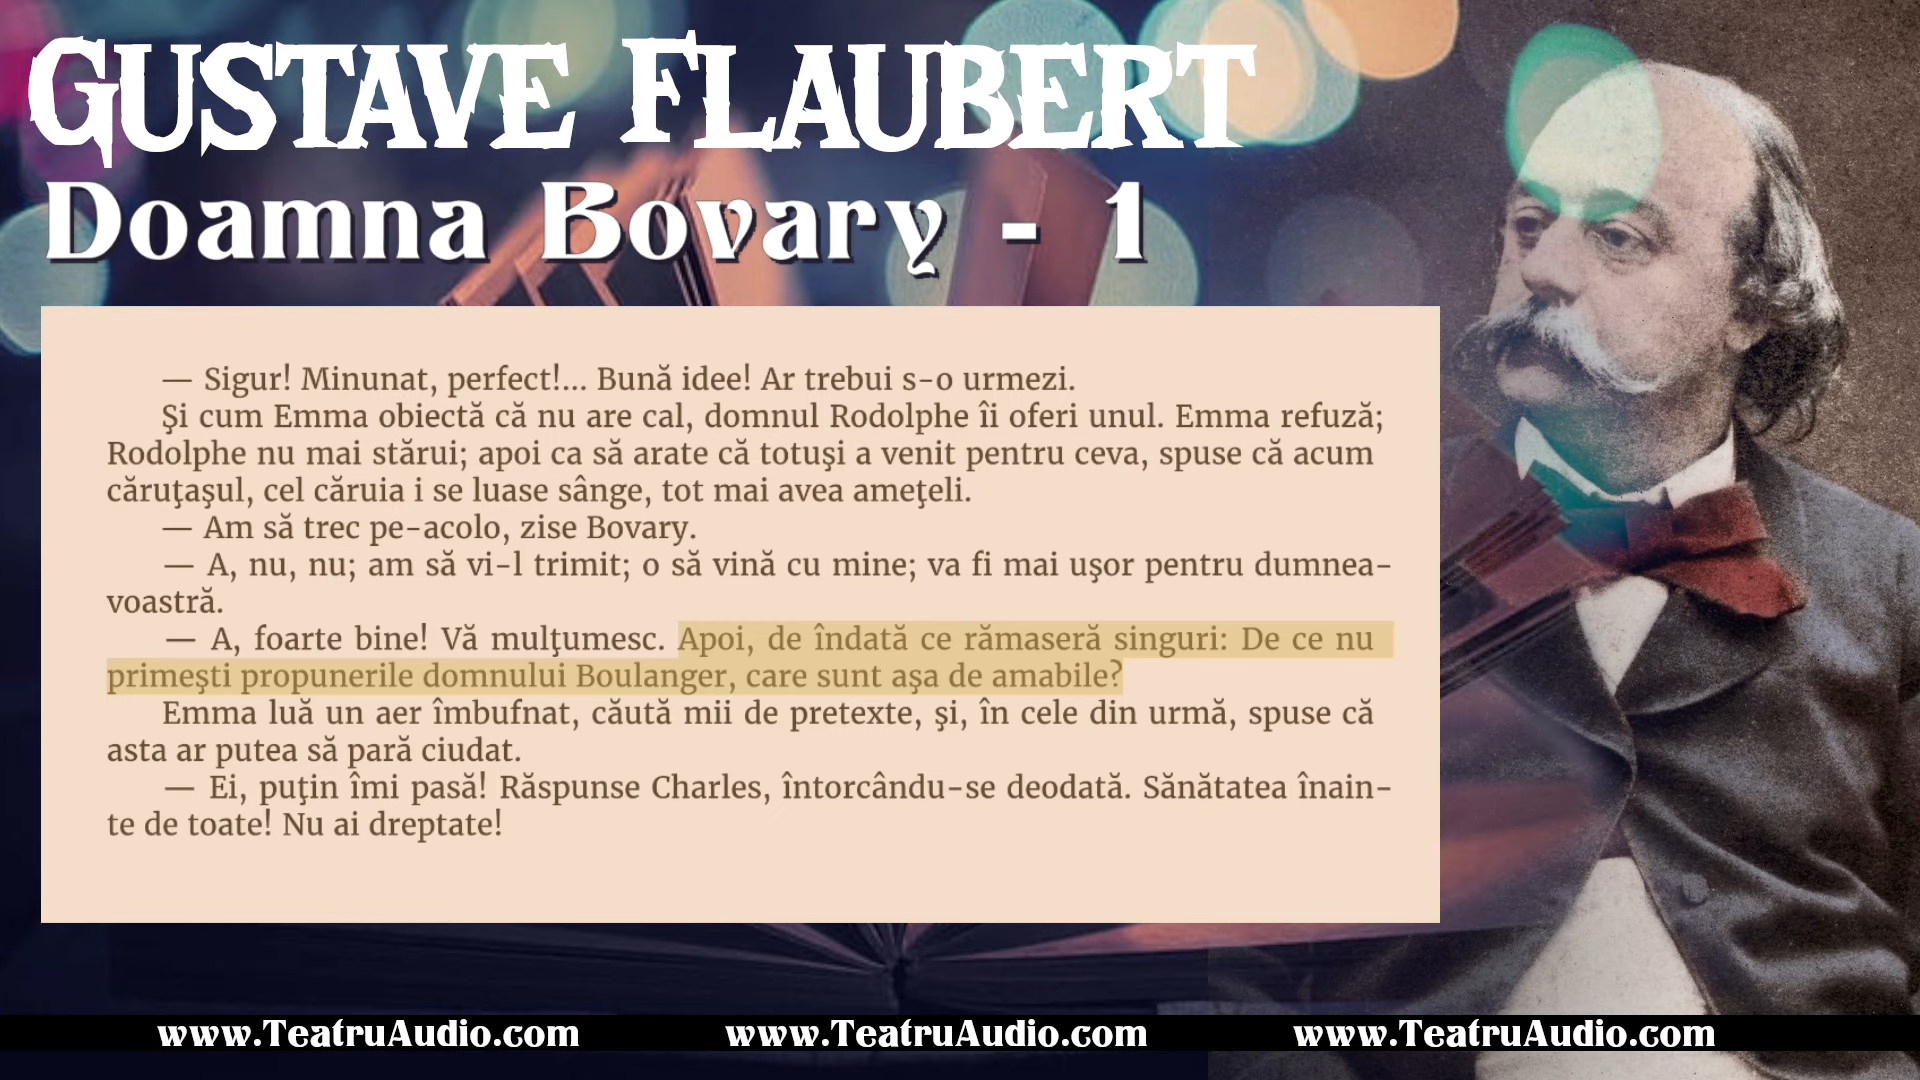 GUSTAVE FLAUBERT
Doamna Bovary - 1
— Sigur! Minunat, perfect!... Bună idee! Ar trebui s-o urmezi.
Şi cum Emma obiectă că nu are cal, domnul Rodolphe îi oferi unul. Emma refuză;
Rodolphe nu mai stărui; apoi ca să arate că totuşi a venit pentru ceva, spuse că acum
căruţaşul, cel căruia i se luase sânge, tot mai avea ameţeli.
— Am să trec pe-acolo, zise Bovary.
— A, nu, nu; am să vi-l trimit; o să vină cu mine; va fi mai uşor pentru dumnea-
voastră.
— A, foarte bine! Vă mulţumesc. Apoi, de îndată ce rămaseră singuri: De ce nu
primeşti propunerile domnului Boulanger, care sunt aşa de amabile?
Emma luă un aer îmbufnat, căută mii de pretexte, şi, în cele din urmă, spuse că
asta ar putea să pară ciudat.
— Ei, puţin îmi pasă! Răspunse Charles, întorcându-se deodată. Sănătatea înain-
te de toate! Nu ai dreptate!
www.TeatruAudio.com www.TeatruAudio.com www.TeatruAudio.com